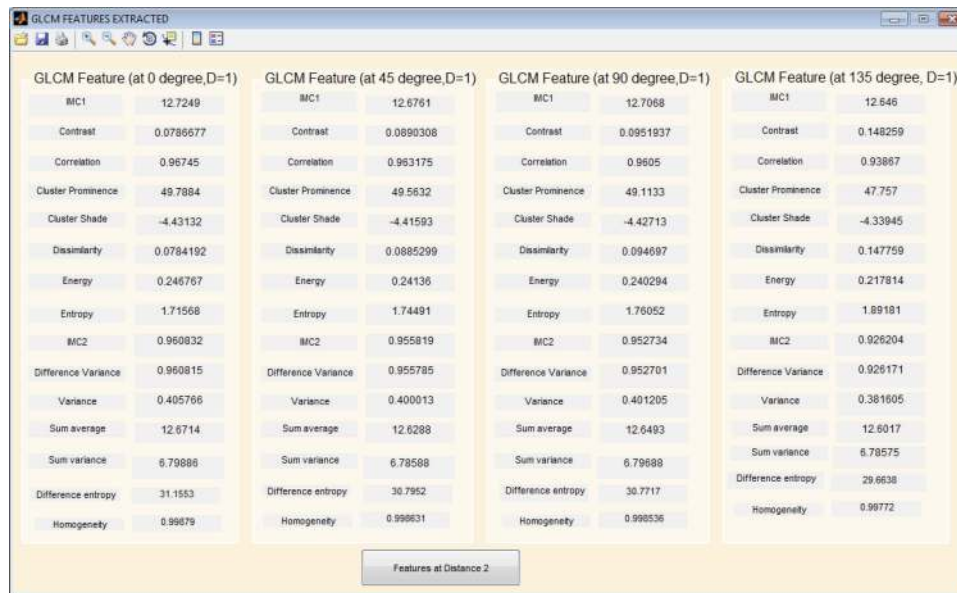 GLCM FEATURES EXTRACTED
GLCM Feature (at 0 degree,D=1)
IMC1 12.7249
Contrast 0.0786677
Correlation 0.96745
Cluster Prominence 49.7884
Cluster Shade -4.43132
Dissimilarity 0.0784192
Energy 0.246767
Entropy 1.71568
IMC2 0.960832
Difference Variance 0.960815
Variance 0.405766
Sum average 12.6714
Sum variance 6.79886
Difference entropy 31.1553
Homogeneity 0.99879
GLCM Feature (at 45 degree,D=1)
IMC1 12.6761
Contrast 0.0890308
Correlation 0.963175
Cluster Prominence 49.5632
Cluster Shade -4.41593
Dissimilarity 0.0885299
Energy 0.24136
Entropy 1.74491
IMC2 0.955819
Difference Variance 0.955785
Variance 0.400013
Sum average 12.6288
Sum variance 6.78588
Difference entropy 30.7952
Homogeneity 0.998631
GLCM Feature (at 90 degree,D=1)
IMC1 12.7068
Contrast 0.0951937
Correlation 0.9605
Cluster Prominence 49.1133
Cluster Shade -4.42713
Dissimilarity 0.094697
Energy 0.240294
Entropy 1.76052
IMC2 0.952734
Difference Variance 0.952701
Variance 0.401205
Sum average 12.6493
Sum variance 6.79688
Difference entropy 30.7717
Homogeneity 0.998536
GLCM Feature (at 135 degree, D=1)
IMC1 12.646
Contrast 0.148259
Correlation 0.93867
Cluster Prominence 47.757
Cluster Shade -4.33945
Dissimilarity 0.147759
Energy 0.217814
Entropy 1.89181
IMC2 0.926204
Difference Variance 0.926171
Variance 0.381605
Sum average 12.6017
Sum variance 6.78575
Difference entropy 29.6638
Homogeneity 0.99772
Features at Distance 2